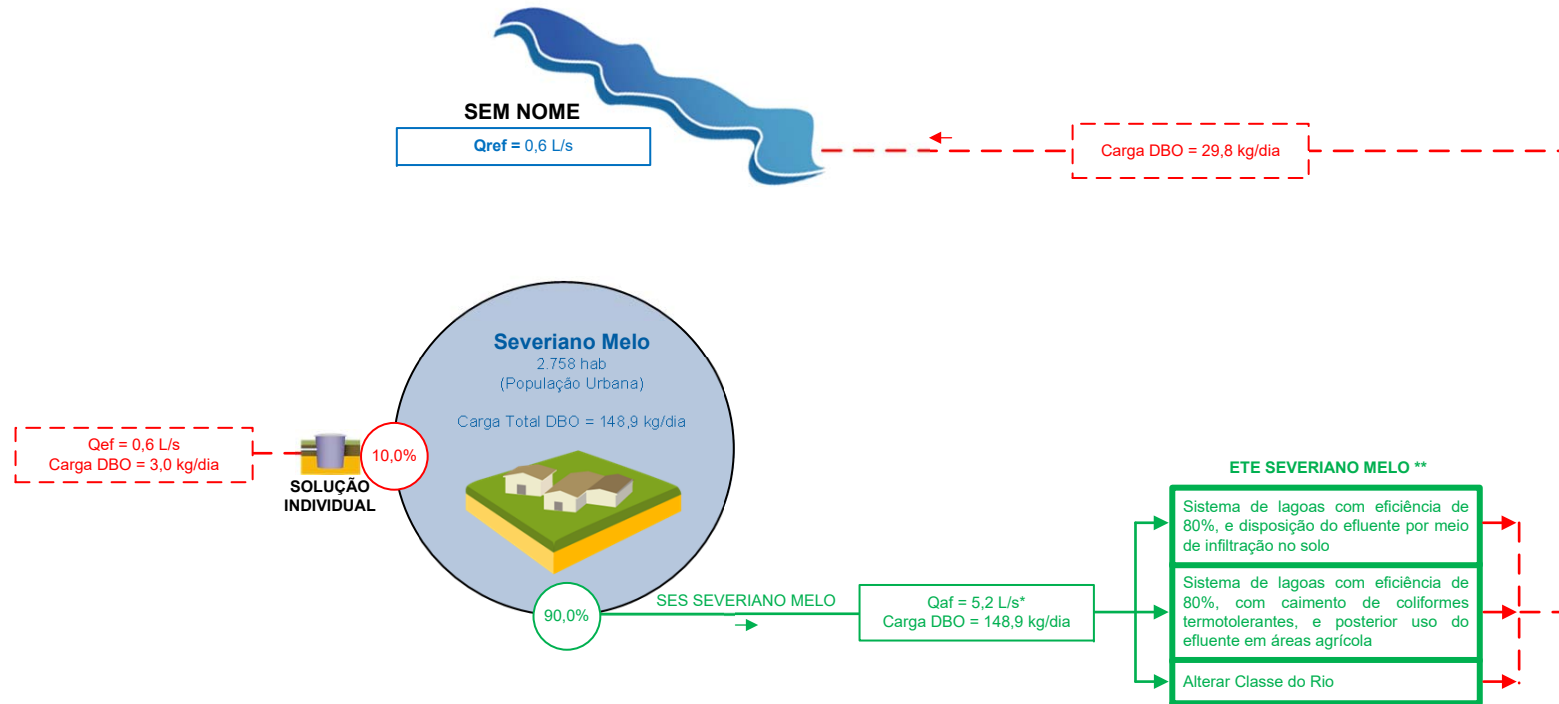 SEM NOME
Qref = 0,6 L/s
Carga DBO = 29,8 kg/dia
Severiano Melo
2.758 hab
(População Urbana)
Carga Total DBO = 148,9 kg/dia
Qef = 0,6 L/s
Carga DBO = 3,0 kg/dia
10,0%
SOLUÇÃO
INDIVIDUAL
90,0%
SES SEVERIANO MELO
Qaf = 5,2 L/s*
Carga DBO = 148,9 kg/dia
ETE SEVERIANO MELO **
Sistema de lagoas com eficiência de
80%, e disposição do efluente por meio
de infiltração no solo
Sistema de lagoas com eficiência de
80%, com caimento de coliformes
termotolerantes, e posterior uso do
efluente em áreas agrícola
Alterar Classe do Rio